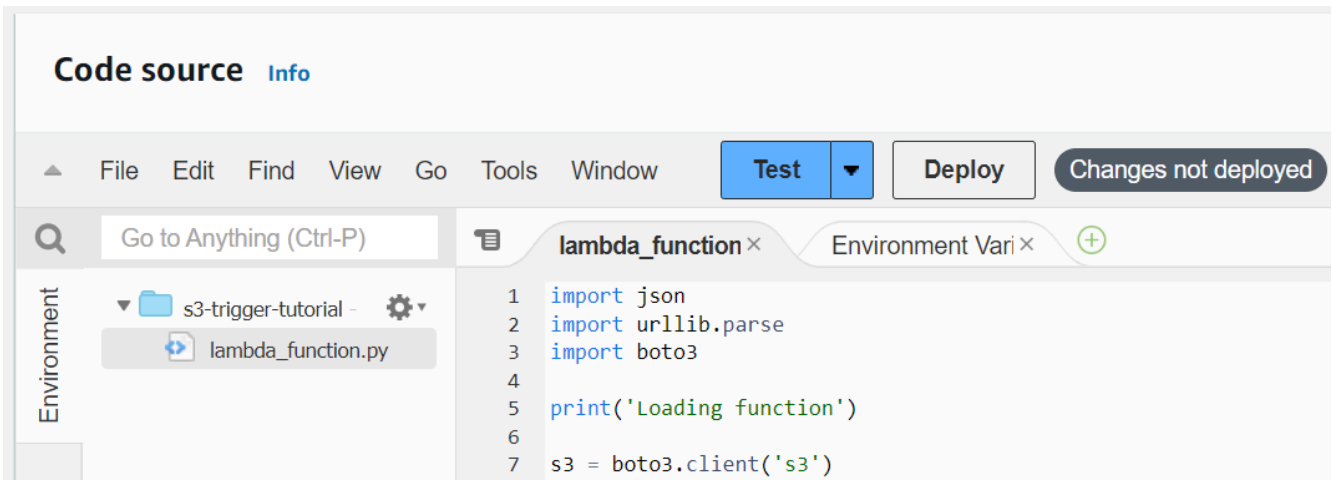 Code source Info
File Edit Find View Go Tools Window Test Deploy Changes not deployed
Go to Anything (Ctrl-P)
lambda_function Environment Vari
Environment
s3-trigger-tutorial -
lambda_function.py
1 import json
2 import urllib.parse
3 import boto3
4
5 print('Loading function')
6
7 s3 = boto3.client('s3')